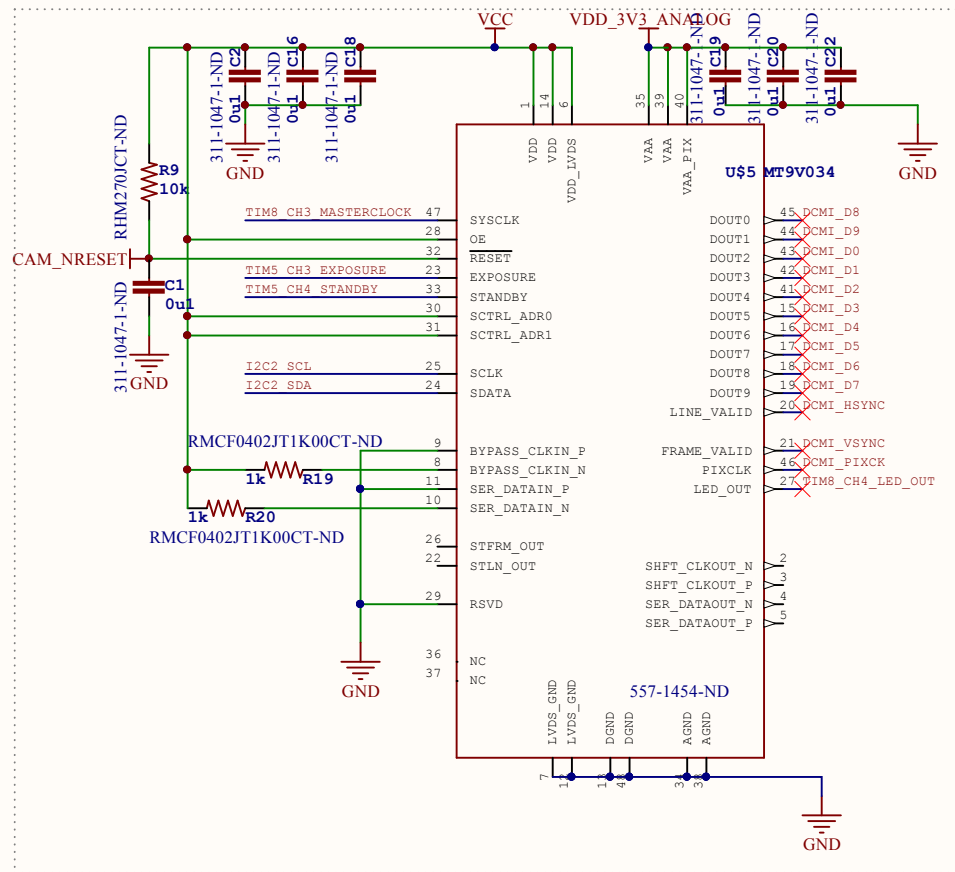 VCC
VDD_3V3_ANALOG
C2
0u1
311-1047-1-ND
C16
0u1
311-1047-1-ND
C18
0u1
311-1047-1-ND
GND
C19
0u1
311-1047-1-ND
C20
0u1
311-1047-1-ND
C22
0u1
311-1047-1-ND
GND
1
14
6
35
39
40
VDD
VDD
VDD_LVDS
VAA
VAA
VAA_PIX
U$5 MT9V034
RHM270JCT-ND
R9
10k
CAM_NRESET
C1
0u1
311-1047-1-ND
GND
TIM8_CH3_MASTERCLOCK 47 SYSCLK
28 OE
32 RESET
TIM5_CH3_EXPOSURE 23 EXPOSURE
TIM5_CH4_STANDBY 33 STANDBY
30 SCTRL_ADR0
31 SCTRL_ADR1
I2C2_SCL 25 SCLK
I2C2_SDA 24 SDATA
RMCF0402JT1K00CT-ND
9 BYPASS_CLKIN_P
8 BYPASS_CLKIN_N
1k R19
11 SER_DATAIN_P
10 SER_DATAIN_N
1k R20
RMCF0402JT1K00CT-ND
26 STFRM_OUT
22 STLN_OUT
29 RSVD
36 NC
37 NC
GND
DOUT0 45 DCMI_D8
DOUT1 44 DCMI_D9
DOUT2 43 DCMI_D0
DOUT3 42 DCMI_D1
DOUT4 41 DCMI_D2
DOUT5 15 DCMI_D3
DOUT6 16 DCMI_D4
DOUT7 17 DCMI_D5
DOUT8 18 DCMI_D6
DOUT9 19 DCMI_D7
LINE_VALID 20 DCMI_HSYNC
FRAME_VALID 21 DCMI_VSYNC
PIXCLK 46 DCMI_PIXCK
LED_OUT 27 TIM8_CH4_LED_OUT
SHFT_CLKOUT_N 2
SHFT_CLKOUT_P 3
SER_DATAOUT_N 4
SER_DATAOUT_P 5
557-1454-ND
LVDS_GND
LVDS_GND
DGND
DGND
AGND
AGND
7
48
34
GND